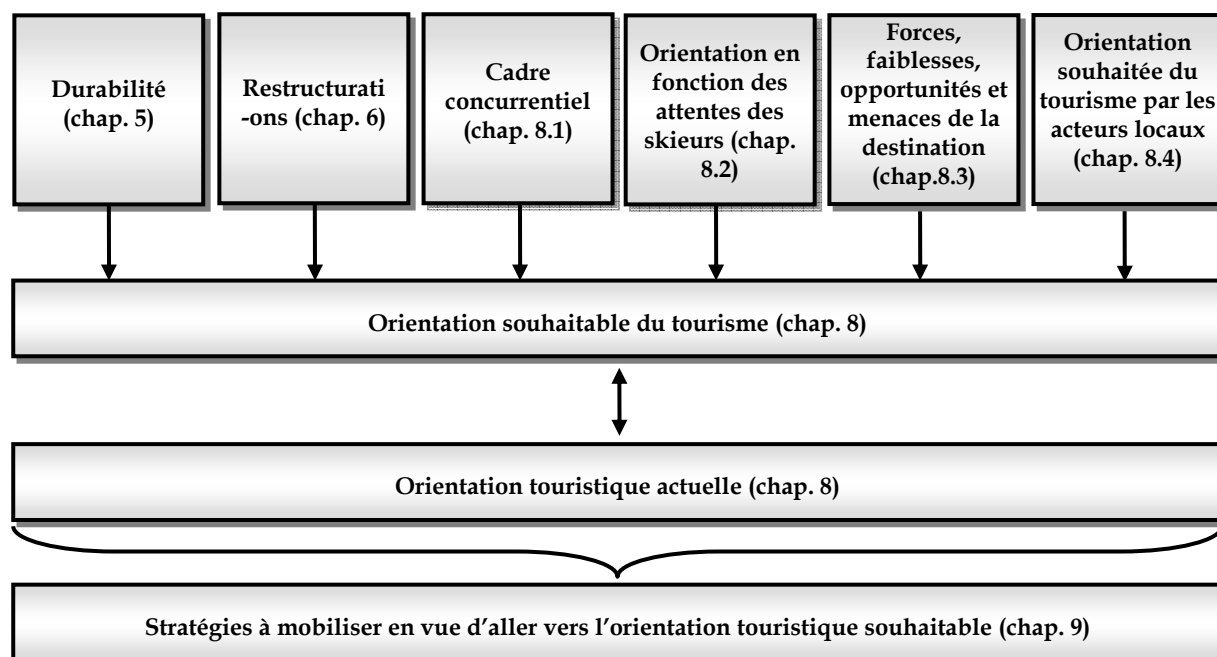 Durabilité
(chap. 5)
Restructurati
-ons (chap. 6)
Cadre
concurrentiel
(chap. 8.1)
Orientation en
fonction des
attentes des
skieurs (chap.
8.2)
Forces,
faiblesses,
opportunités et
menaces de la
destination
(chap.8.3)
Orientation
souhaitée du
tourisme par les
acteurs locaux
(chap. 8.4)
Orientation souhaitable du tourisme (chap. 8)
Orientation touristique actuelle (chap. 8)
Stratégies à mobiliser en vue d’aller vers l’orientation touristique souhaitable (chap. 9)